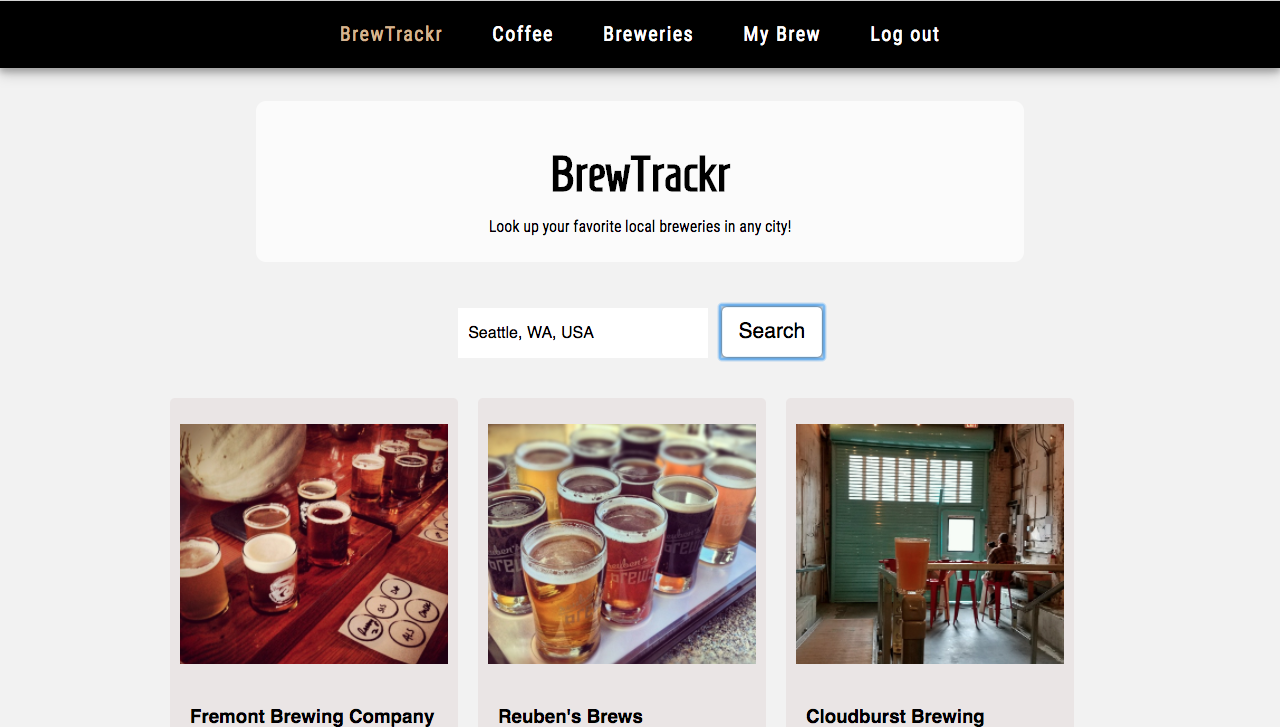 BrewTrackr Coffee Breweries My Brew Log out
BrewTrackr
Look up your favorite local breweries in any city!
Seattle, WA, USA Search
Fremont Brewing Company Reuben's Brews Cloudburst Brewing